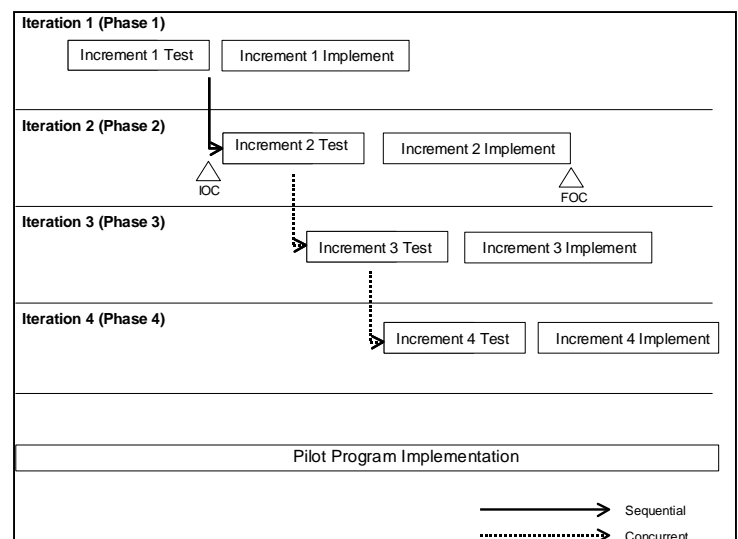 Iteration 1 (Phase 1)
Increment 1 Test
Increment 1 Implement
Iteration 2 (Phase 2)
Increment 2 Test
Increment 2 Implement
IOC
FOC
Iteration 3 (Phase 3)
Increment 3 Test
Increment 3 Implement
Iteration 4 (Phase 4)
Increment 4 Test
Increment 4 Implement
Pilot Program Implementation
Sequential
Concurrent